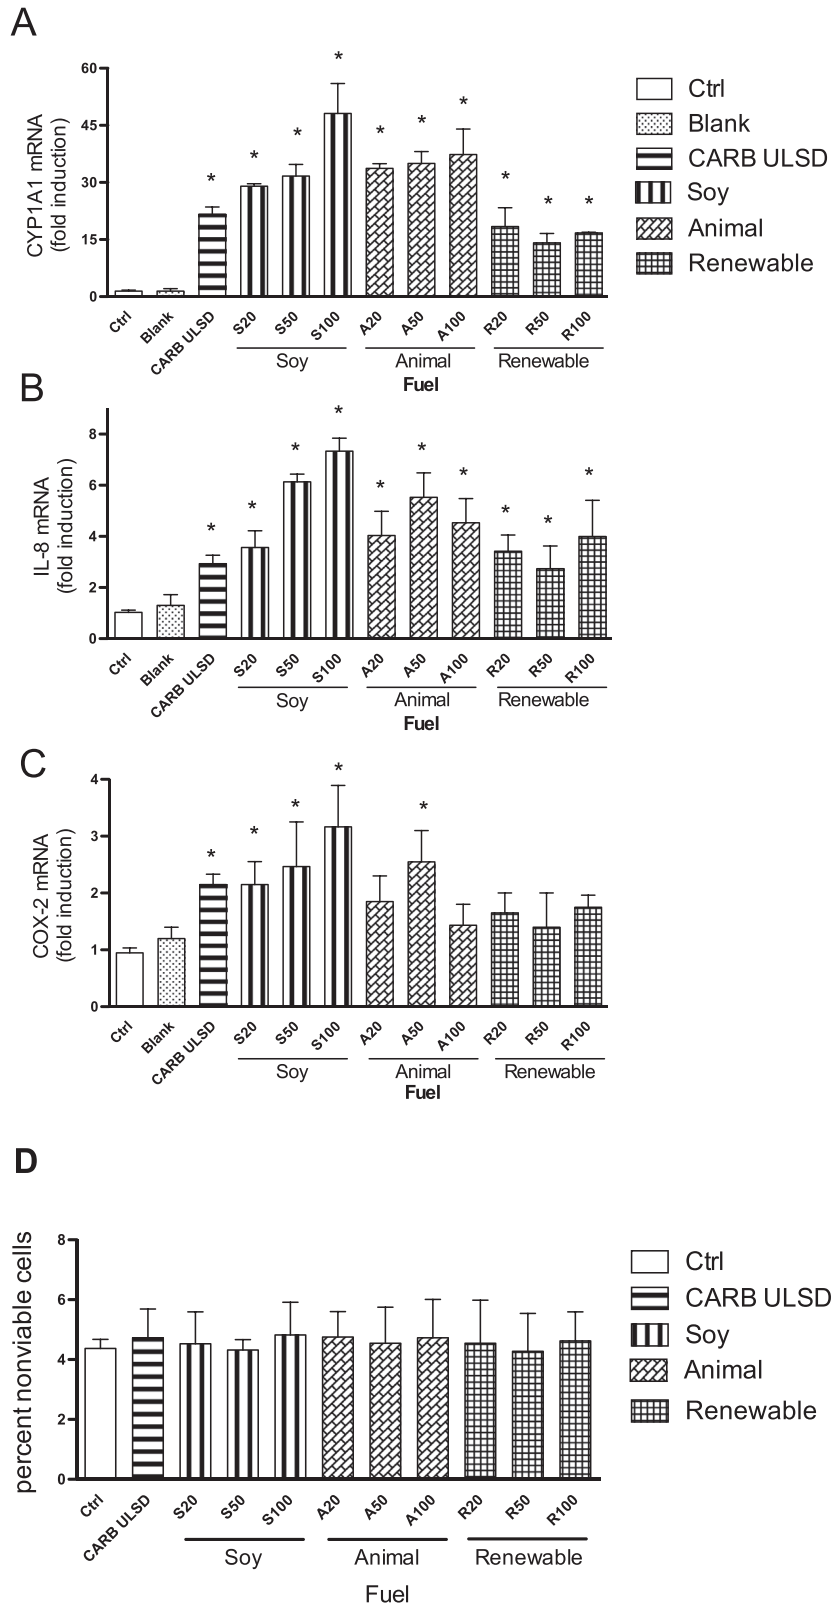 A
CYP1A1 mRNA
(fold induction)
60
45
30
15
0
* * * * * * * * * *
Ctrl
Blank
CARB ULSD
S20
S50
S100
A20
A50
A100
R20
R50
R100
Soy
Animal
Renewable
Fuel
Ctrl
Blank
CARB ULSD
Soy
Animal
Renewable
B
IL-8 mRNA
(fold induction)
8
6
4
2
0
* * * * * * * * * *
Ctrl
Blank
CARB ULSD
S20
S50
S100
A20
A50
A100
R20
R50
R100
Soy
Animal
Renewable
Fuel
C
COX-2 mRNA
(fold induction)
4
3
2
1
0
* * * * *
Ctrl
Blank
CARB ULSD
S20
S50
S100
A20
A50
A100
R20
R50
R100
Soy
Animal
Renewable
Fuel
D
percent nonviable cells
8
6
4
2
0
Ctrl
CARB ULSD
S20
S50
S100
A20
A50
A100
R20
R50
R100
Soy
Animal
Renewable
Fuel
Ctrl
CARB ULSD
Soy
Animal
Renewable